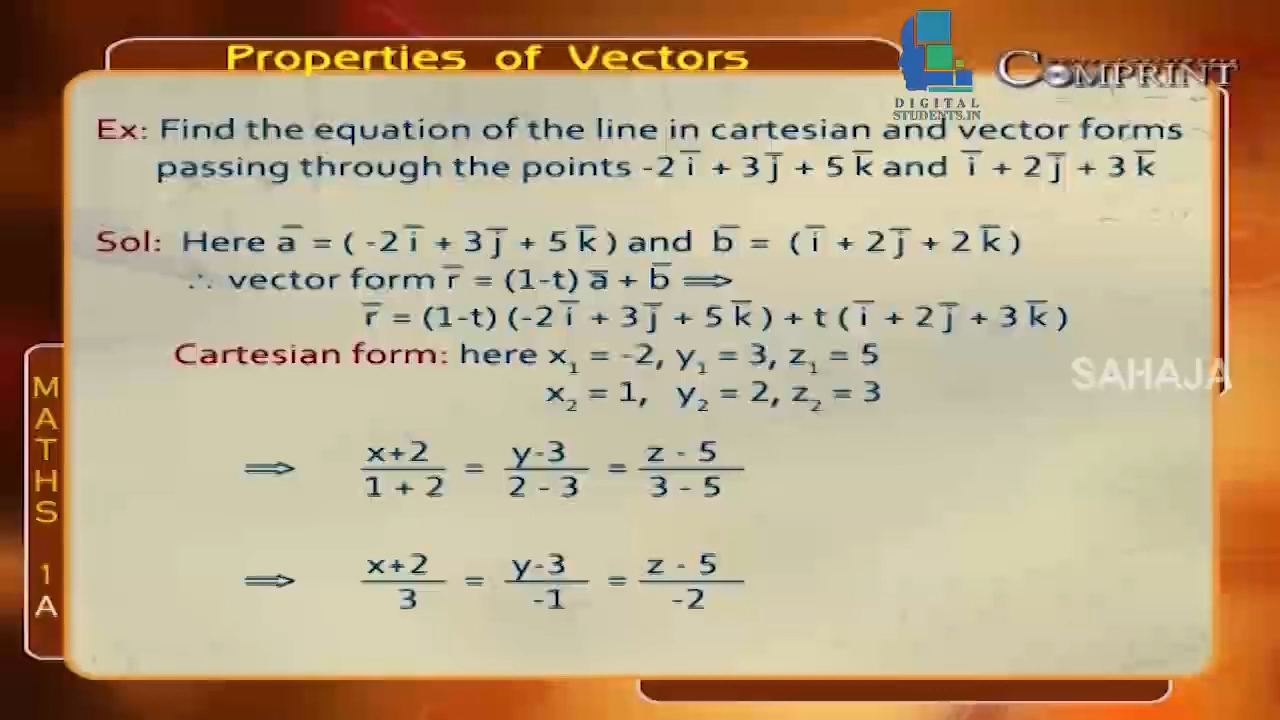 Properties of Vectors
COMPRINT
DIGITAL
STUDENTS.IN
Ex: Find the equation of the line in cartesian and vector forms
passing through the points -2 i̅ + 3 j̅ + 5 k̅ and i̅ + 2 j̅ + 3 k̅
Sol: Here a̅ = ( -2 i̅ + 3 j̅ + 5 k̅ ) and b̅ = ( i̅ + 2 j̅ + 2 k̅ )
∴ vector form r̅ = (1-t) a̅ + b̅ ⟹
r̅ = (1-t) (-2 i̅ + 3 j̅ + 5 k̅ ) + t ( i̅ + 2 j̅ + 3 k̅ )
Cartesian form: here x₁ = -2, y₁ = 3, z₁ = 5
x₂ = 1, y₂ = 2, z₂ = 3
SAHAJA
⟹ x+2/1 + 2 = y-3/2 - 3 = z - 5/3 - 5
⟹ x+2/3 = y-3/-1 = z - 5/-2
MATHS 1A